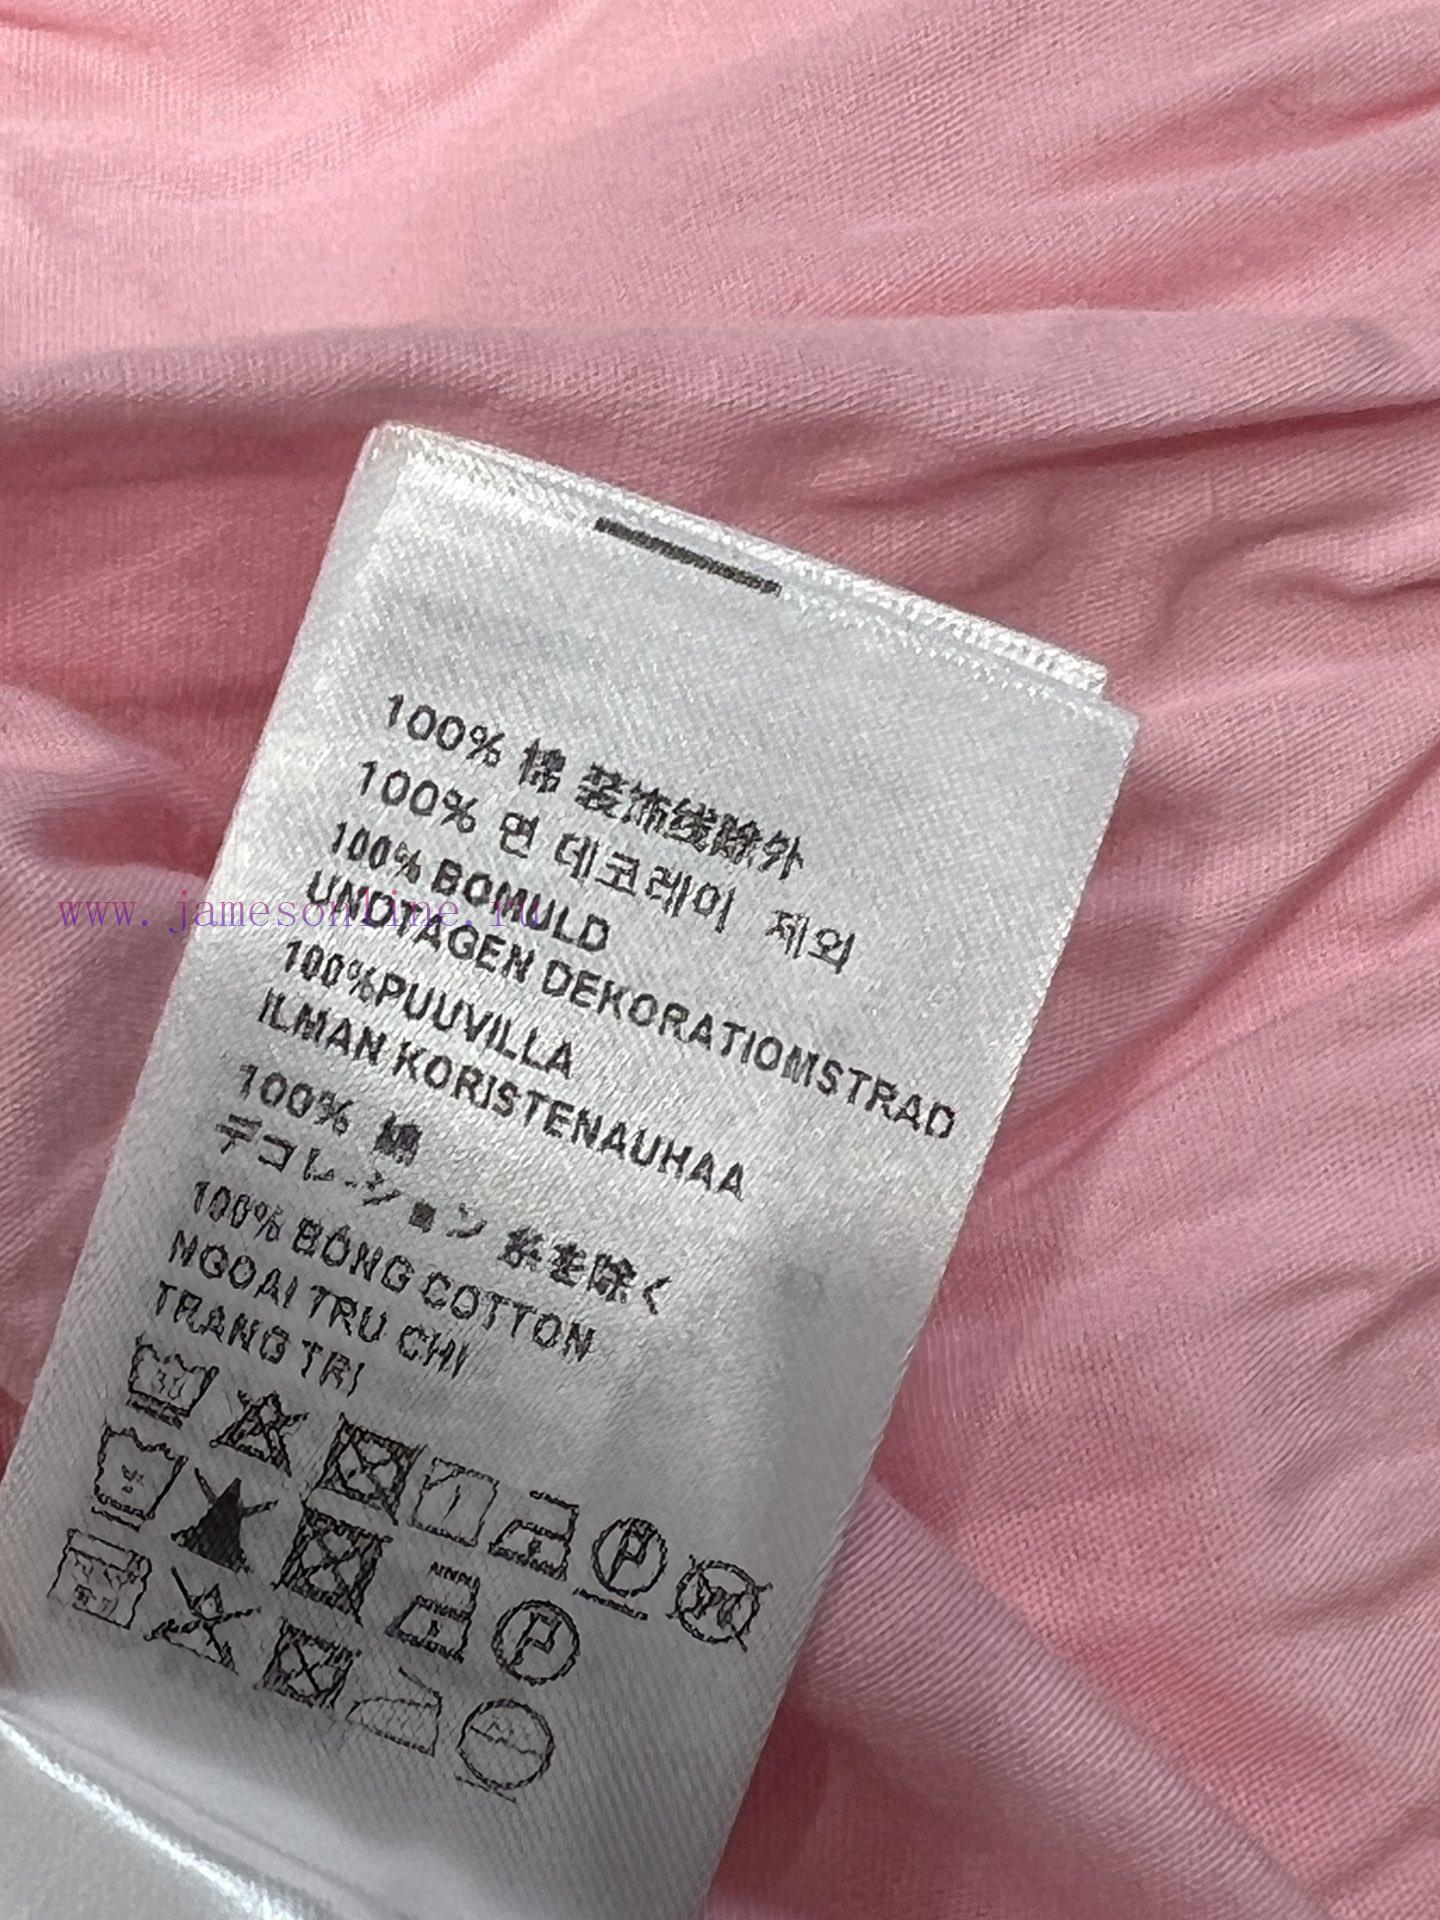 100% 棉 装饰线除外
100% 면 데코레이 제외
100% BOMULD
UNDTAGEN DEKORATIOMSTRAD
100%PUUVILLA
ILMAN KORISTENAUHAA
100% 綿
デコレーション 糸を除く
100% BÔNG COTTON
NGOAI TRU CHI
TRANG TRI
www.jamesonline.ru